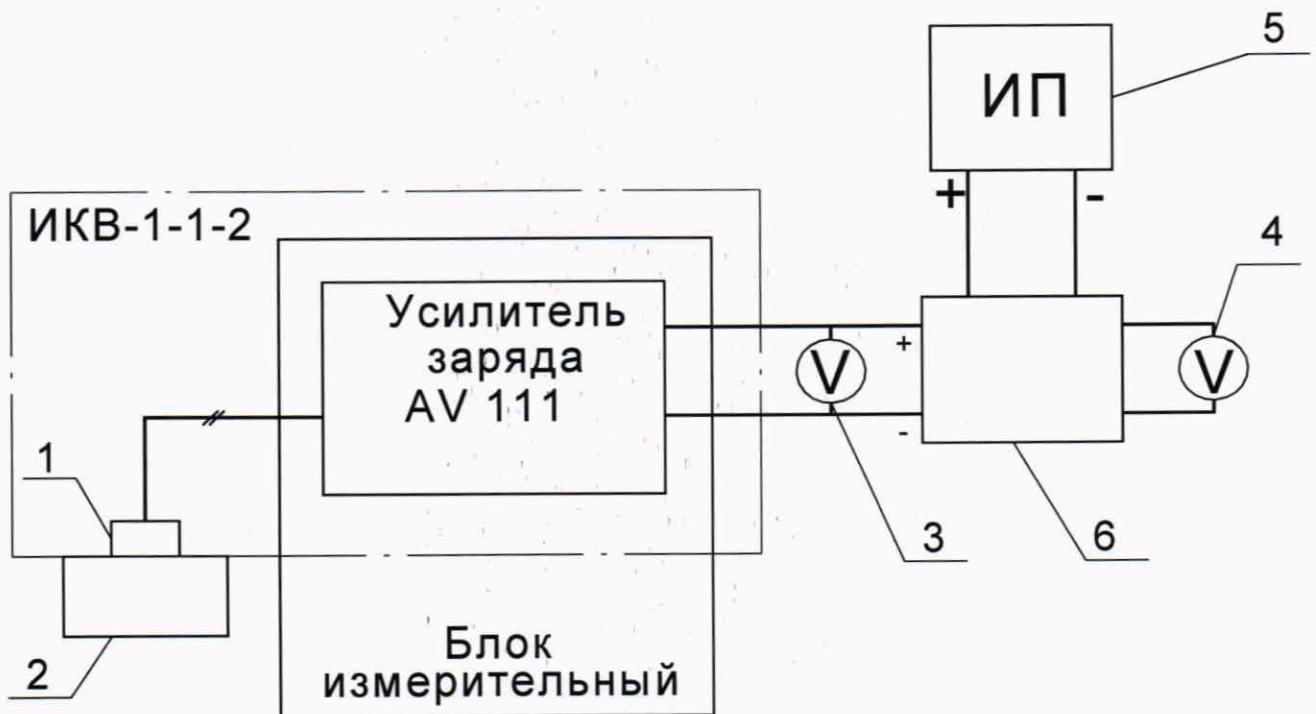 5
ИП
+ -
ИКВ-1-1-2
4
Усилитель
заряда
AV 111
+
V
V
-
1
3
6
2
Блок
измерительный